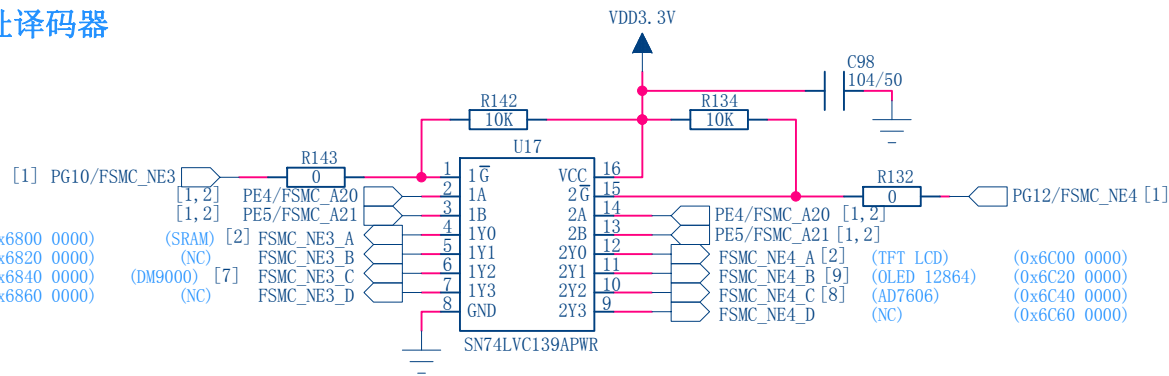 址译码器
VDD3.3V
C98
104/50
R142
10K
R134
10K
U17
[1] PG10/FSMC_NE3
R143
0
1 1G VCC 16
2G 15
R132
0
PG12/FSMC_NE4 [1]
[1,2] PE4/FSMC_A20 2 1A 2A 14 PE4/FSMC_A20 [1,2]
[1,2] PE5/FSMC_A21 3 1B 2B 13 PE5/FSMC_A21 [1,2]
x6800 0000) (SRAM) [2] FSMC_NE3_A 4 1Y0 2Y0 12 FSMC_NE4_A [2] (TFT LCD) (0x6C00 0000)
x6820 0000) (NC) FSMC_NE3_B 5 1Y1 2Y1 11 FSMC_NE4_B [9] (OLED 12864) (0x6C20 0000)
x6840 0000) (DM9000) [7] FSMC_NE3_C 6 1Y2 2Y2 10 FSMC_NE4_C [8] (AD7606) (0x6C40 0000)
x6860 0000) (NC) FSMC_NE3_D 7 1Y3 2Y3 9 FSMC_NE4_D (NC) (0x6C60 0000)
8 GND
SN74LVC139APWR